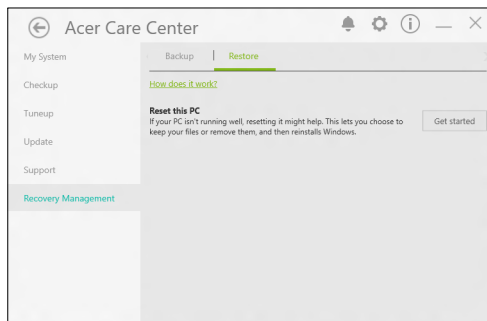 Acer Care Center
My System
Checkup
Tuneup
Update
Support
Recovery Management
Backup | Restore
How does it work?
Reset this PC
If your PC isn't running well, resetting it might help. This lets you choose to
keep your files or remove them, and then reinstalls Windows.
Get started